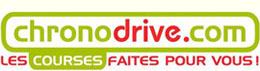 chronodrive.com
LES COURSES FAITES POUR VOUS !